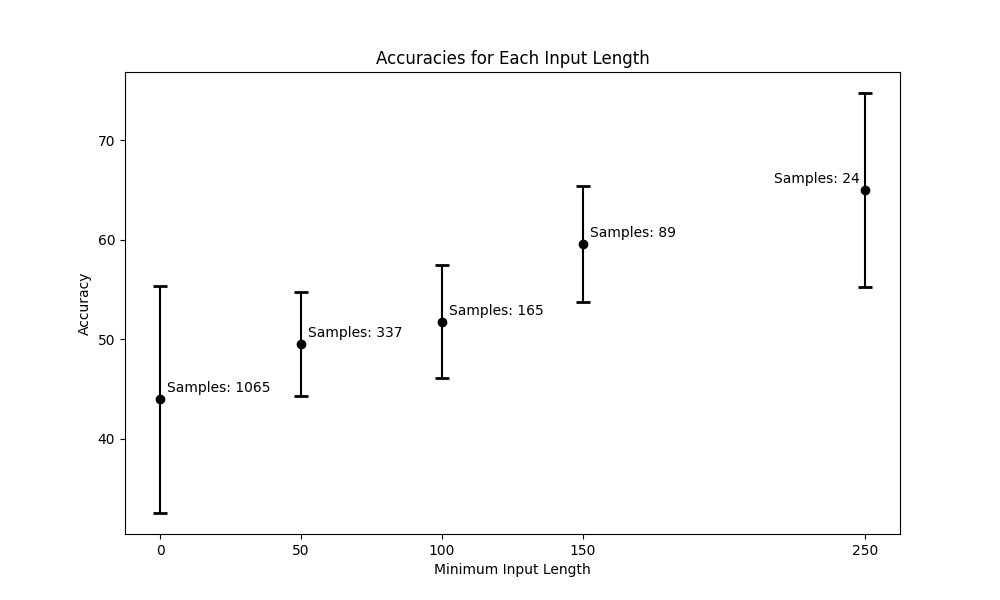 Accuracies for Each Input Length
70
60
50
40
Accuracy
Samples: 24
Samples: 89
Samples: 165
Samples: 337
Samples: 1065
0
50
100
150
250
Minimum Input Length